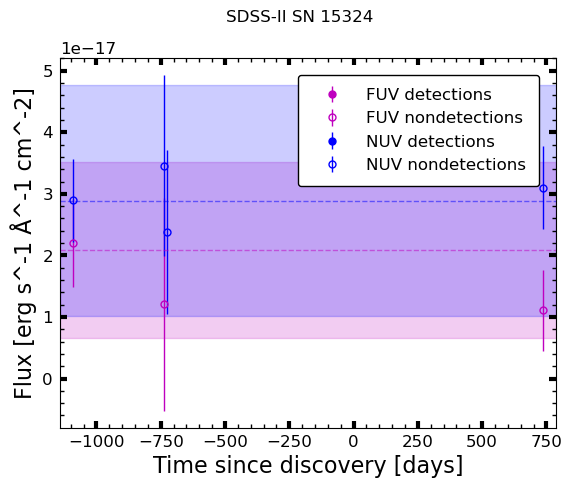 SDSS-II SN 15324
1e−17
5
4
3
2
1
0
Flux [erg s^-1 Å^-1 cm^-2]
FUV detections
FUV nondetections
NUV detections
NUV nondetections
−1000 −750 −500 −250 0 250 500 750
Time since discovery [days]